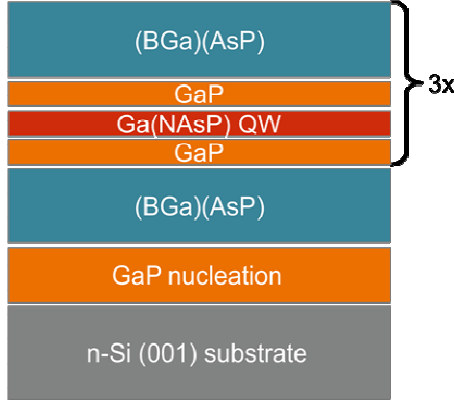 (BGa)(AsP)
3x
GaP
Ga(NAsP) QW
GaP
(BGa)(AsP)
GaP nucleation
n-Si (001) substrate